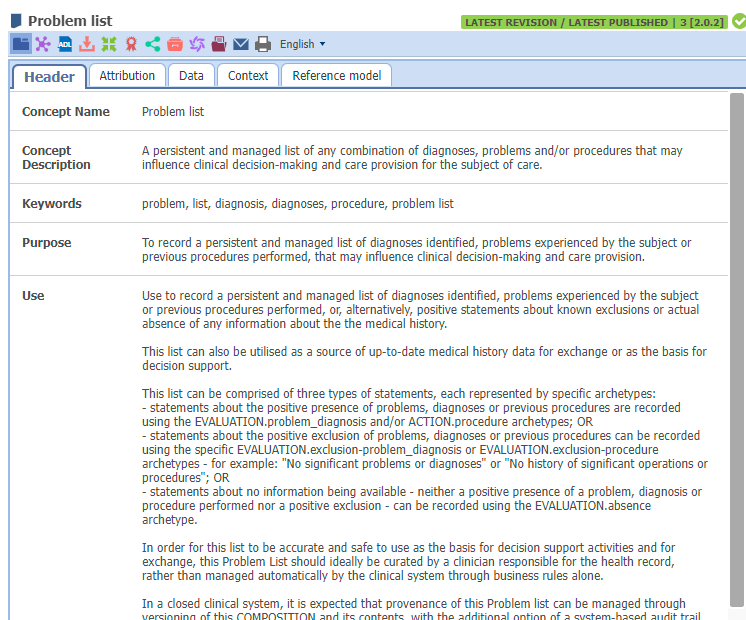 Problem list
LATEST REVISION / LATEST PUBLISHED | 3 [2.0.2]
ADL
English
Header
Attribution
Data
Context
Reference model
Concept Name
Problem list
Concept
Description
A persistent and managed list of any combination of diagnoses, problems and/or procedures that may
influence clinical decision-making and care provision for the subject of care.
Keywords
problem, list, diagnosis, diagnoses, procedure, problem list
Purpose
To record a persistent and managed list of diagnoses identified, problems experienced by the subject or
previous procedures performed, that may influence clinical decision-making and care provision.
Use
Use to record a persistent and managed list of diagnoses identified, problems experienced by the subject
or previous procedures performed, or, alternatively, positive statements about known exclusions or actual
absence of any information about the the medical history.
This list can also be utilised as a source of up-to-date medical history data for exchange or as the basis for
decision support.
This list can be comprised of three types of statements, each represented by specific archetypes:
- statements about the positive presence of problems, diagnoses or previous procedures are recorded
using the EVALUATION.problem_diagnosis and/or ACTION.procedure archetypes; OR
- statements about the positive exclusion of problems, diagnoses or previous procedures can be recorded
using the specific EVALUATION.exclusion-problem_diagnosis or EVALUATION.exclusion-procedure
archetypes - for example: "No significant problems or diagnoses" or "No history of significant operations or
procedures"; OR
- statements about no information being available - neither a positive presence of a problem, diagnosis or
procedure performed nor a positive exclusion - can be recorded using the EVALUATION.absence
archetype.
In order for this list to be accurate and safe to use as the basis for decision support activities and for
exchange, this Problem List should ideally be curated by a clinician responsible for the health record,
rather than managed automatically by the clinical system through business rules alone.
In a closed clinical system, it is expected that provenance of this Problem list can be managed through
versioning of this COMPOSITION and its contents, with the additional option of a system-based audit trail